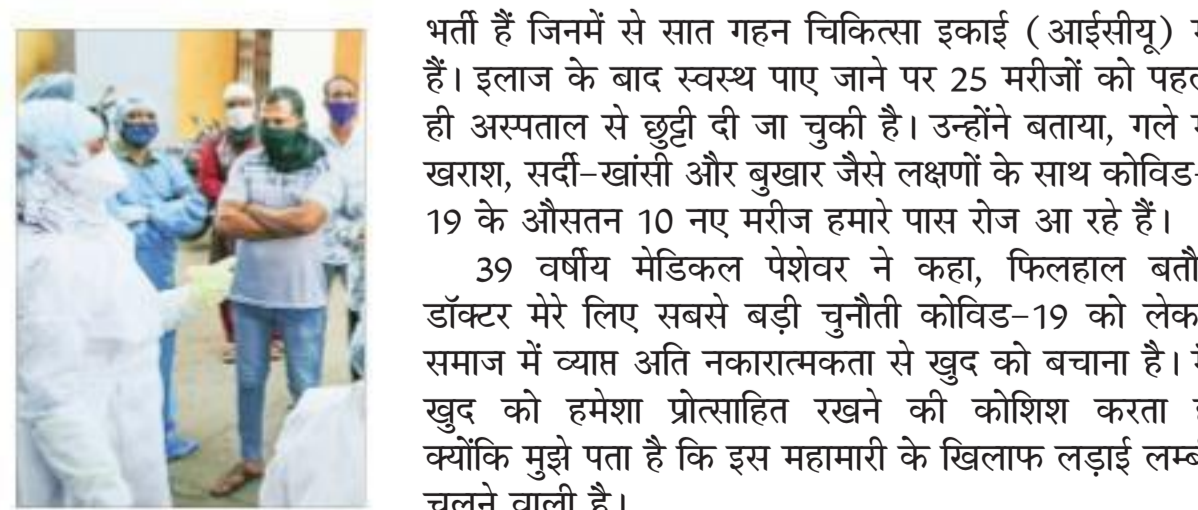 भर्ती हैं जिनमें से सात गहन चिकित्सा इकाई (आईसीयू)
हैं। इलाज के बाद स्वस्थ पाए जाने पर 25 मरीजों को
ही अस्पताल से छुट्टी दी जा चुकी है। उन्होंने बताया, गले
खराश, सर्दी-खांसी और बुखार जैसे लक्षणों के साथ कोविड-
19 के औसतन 10 नए मरीज हमारे पास रोज आ रहे हैं।
39 वर्षीय मेडिकल पेशेवर ने कहा, फिलहाल
डॉक्टर मेरे लिए सबसे बड़ी चुनौती कोविड-19 को
समाज में व्याप्त अति नकारात्मकता से खुद को बचाना है।
खुद को हमेशा प्रोत्साहित रखने की कोशिश करता
क्योंकि मुझे पता है कि इस महामारी के खिलाफ लड़ाई
चलने वाली है।